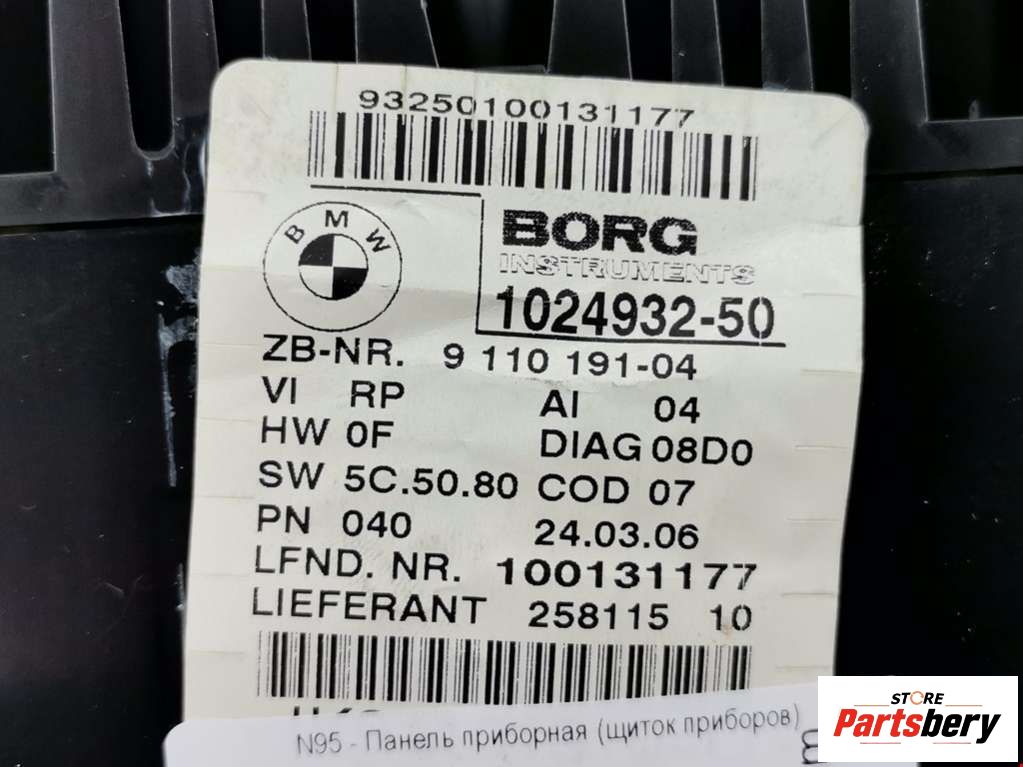 93250100131177
BMW
BORG
INSTRUMENTS
1024932-50
ZB-NR. 9 110 191-04
VI RP AI 04
HW 0F DIAG 08D0
SW 5C.50.80 COD 07
PN 040 24.03.06
LFND. NR. 100131177
LIEFERANT 258115 10
N95 - Панель приборная (щиток приборов)
STORE
Partsbery